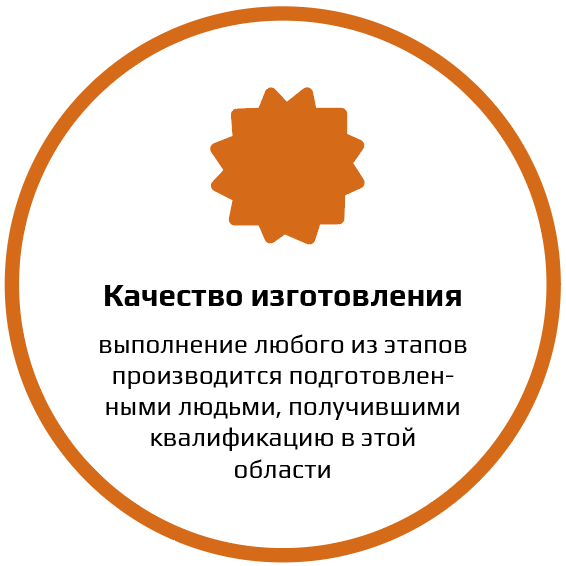 Качество изготовления
выполнение любого из этапов
производится подготовлен-
ными людьми, получившими
квалификацию в этой
области